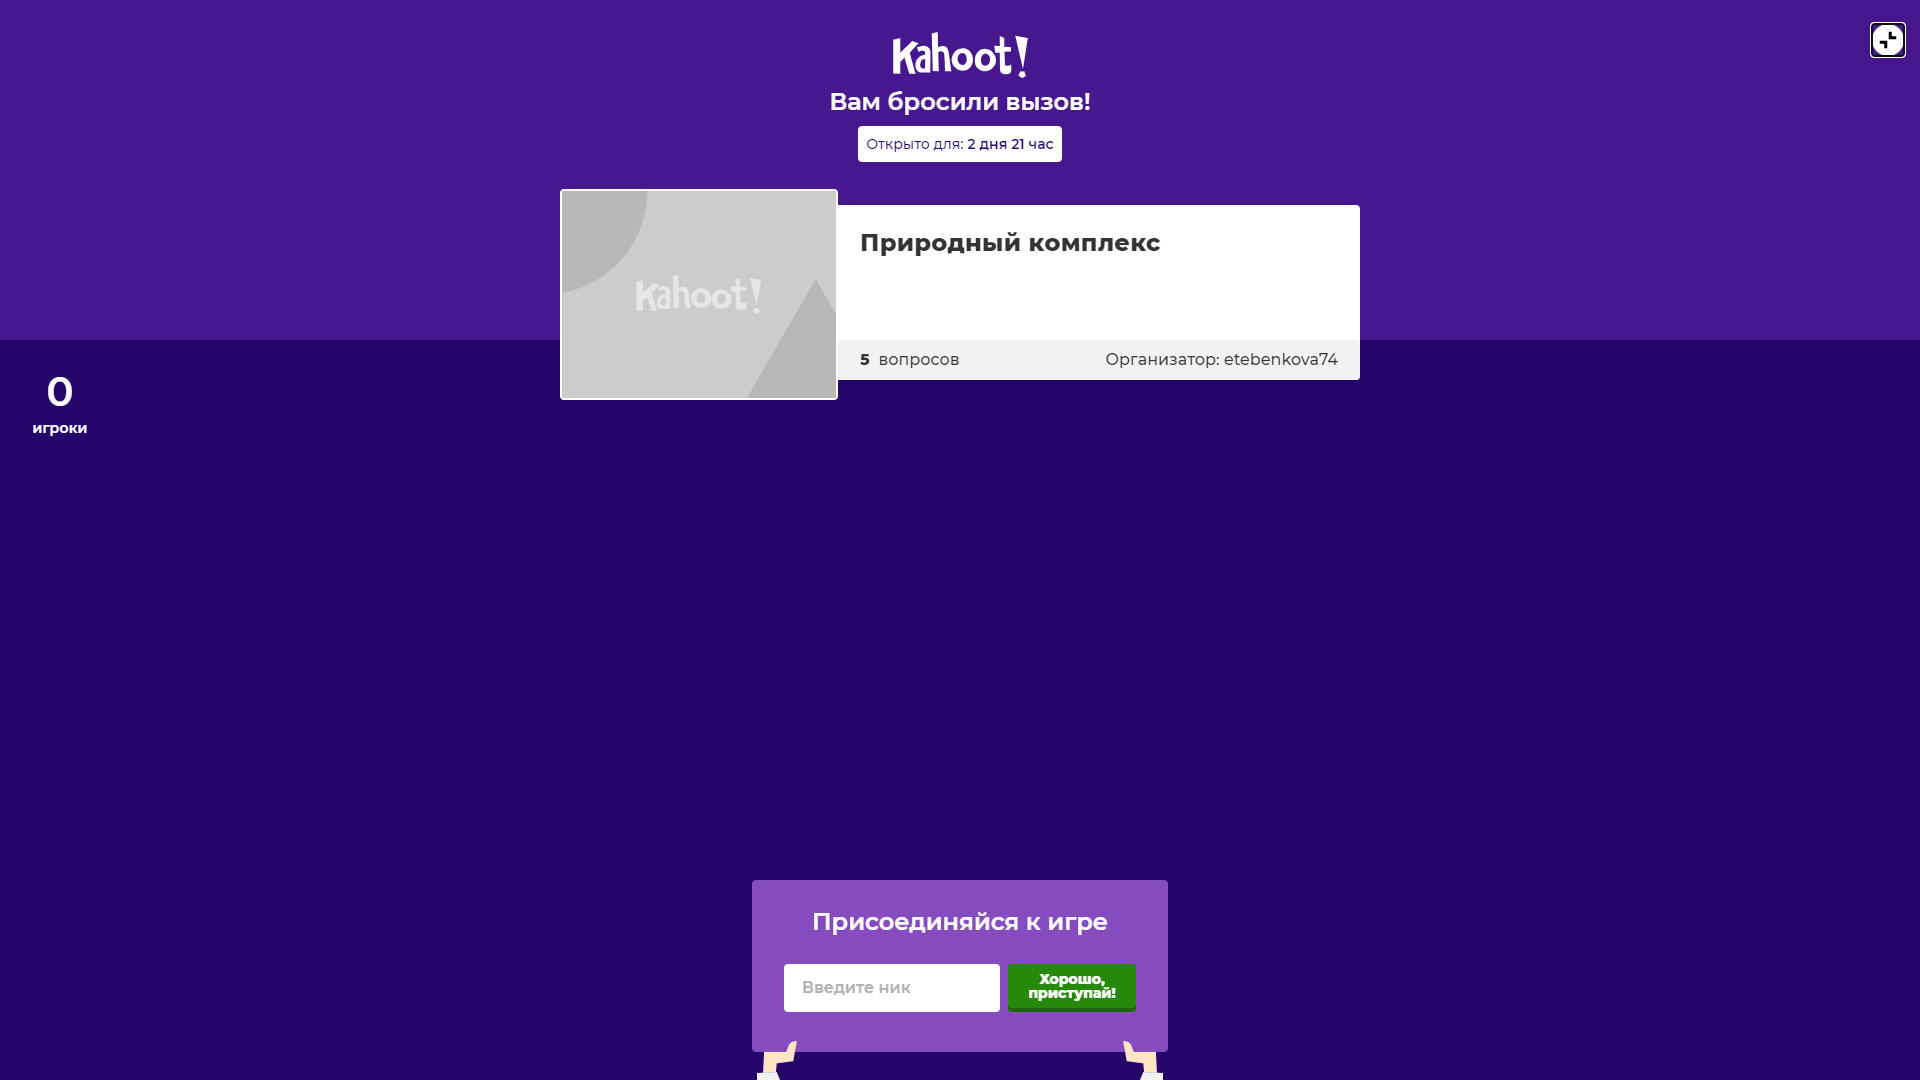 Kahoot!
Вам бросили вызов!
Открыто для: 2 дня 21 час
Kahoot!
Природный комплекс
5 вопросов
Организатор: etebenkova74
0
игроки
Присоединяйся к игре
Введите ник
Хорошо,
приступай!